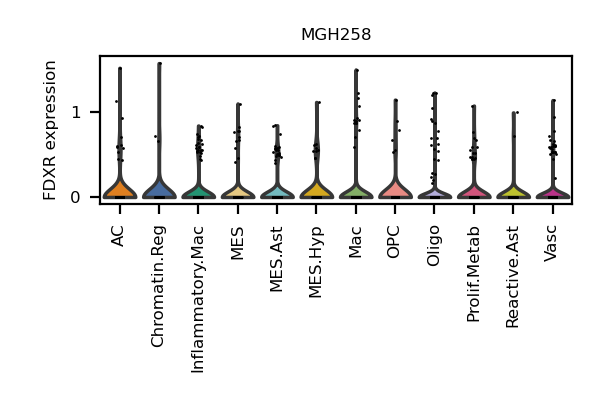 MGH258
FDXR expression
1
0
AC
Chromatin.Reg
Inflammatory.Mac
MES
MES.Ast
MES.Hyp
Mac
OPC
Oligo
Prolif.Metab
Reactive.Ast
Vasc